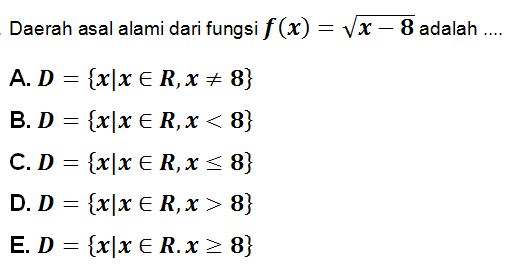 Daerah asal alami dari fungsi f(x) = √x − 8 adalah ....
A. D = {x|x ∈ R, x ≠ 8}
B. D = {x|x ∈ R, x < 8}
C. D = {x|x ∈ R, x ≤ 8}
D. D = {x|x ∈ R, x > 8}
E. D = {x|x ∈ R. x ≥ 8}